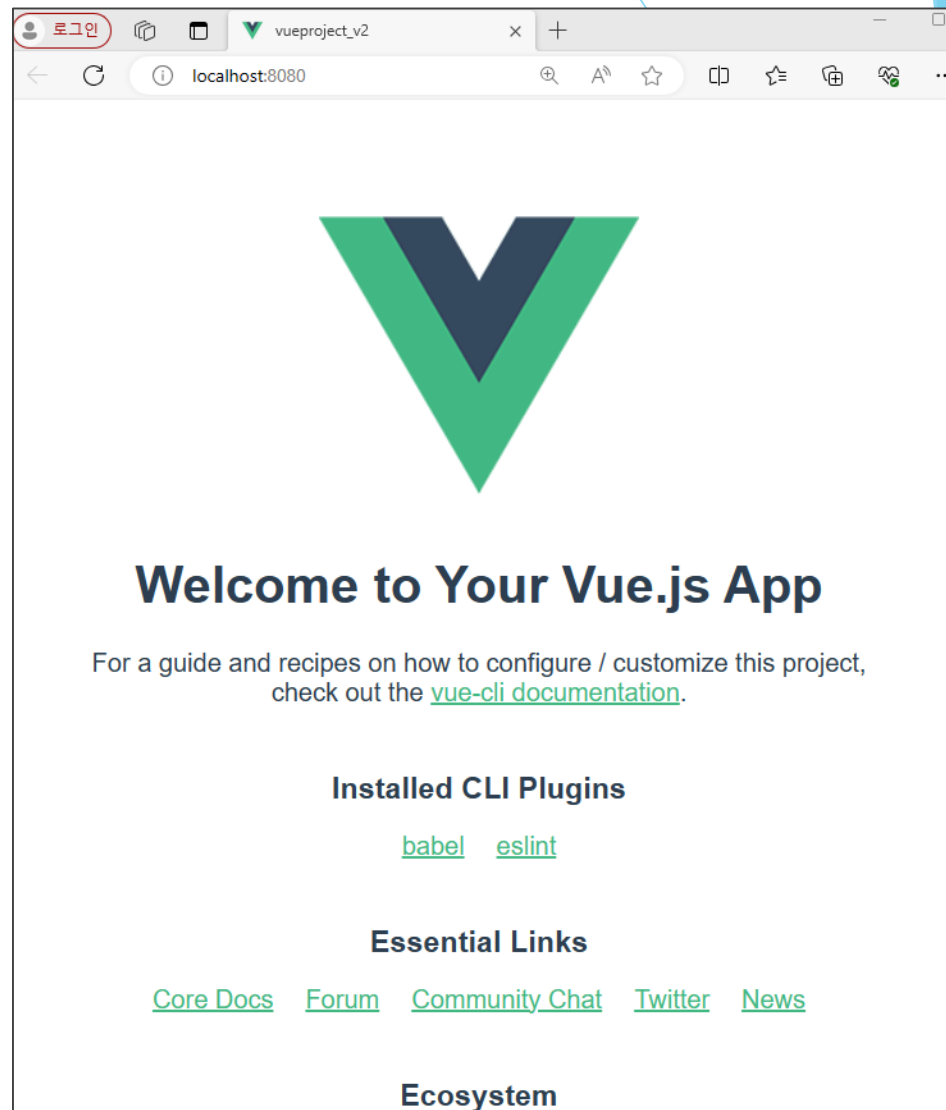 로그인
vueproject_v2
localhost:8080
Welcome to Your Vue.js App
For a guide and recipes on how to configure / customize this project,
check out the vue-cli documentation.
Installed CLI Plugins
babel eslint
Essential Links
Core Docs Forum Community Chat Twitter News
Ecosystem